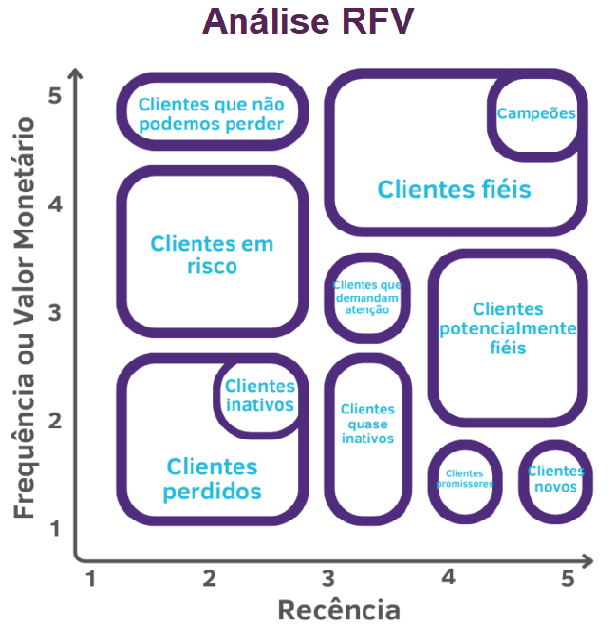 Análise RFV
Frequência ou Valor Monetário
5
4
3
2
1
Clientes que não
podemos perder
Campeões
Clientes fiéis
Clientes em
risco
Clientes que
demandam
atenção
Clientes
potencialmente
fiéis
Clientes
inativos
Clientes
perdidos
Clientes
quase
inativos
Clientes
promissores
Clientes
novos
1
2
3
4
5
Recência